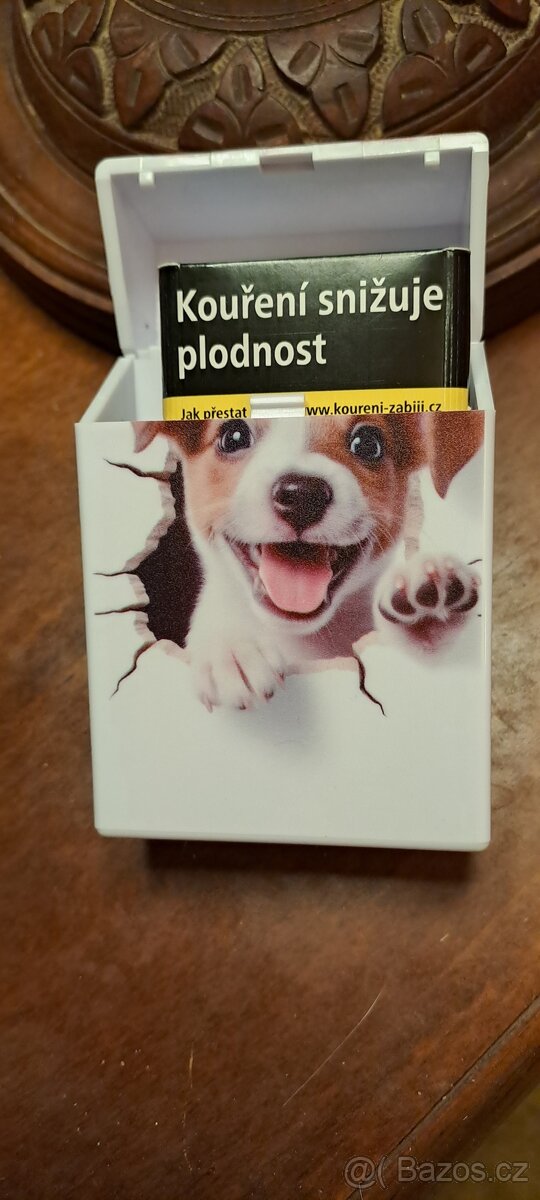 Kouření snižuje
plodnost
Jak přestat www.koureni-zabiji.cz
@( Bazos.cz